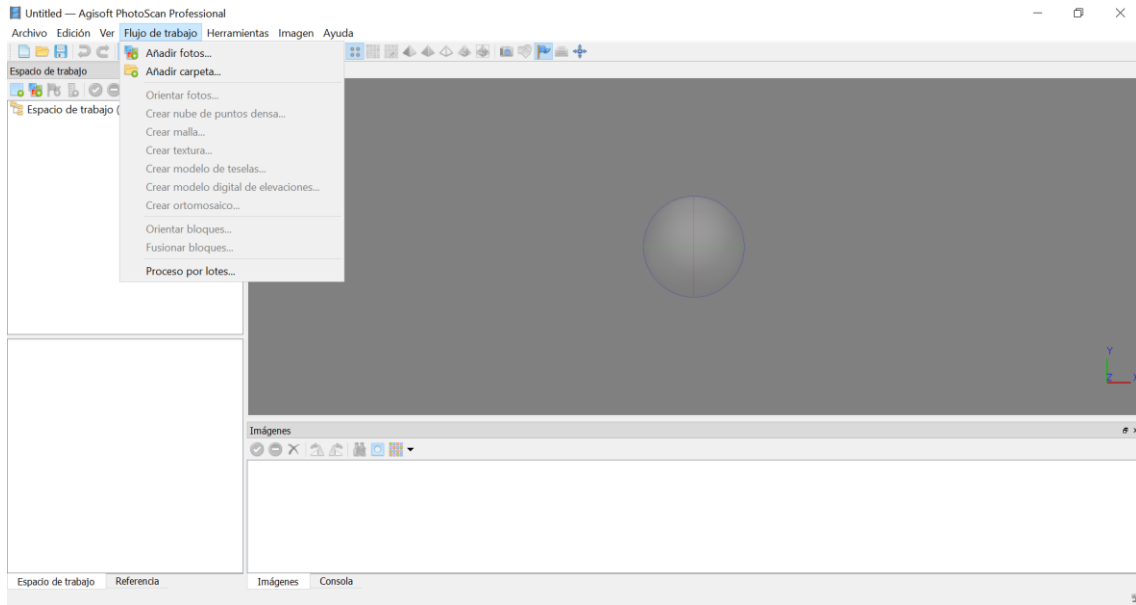 Untitled — Agisoft PhotoScan Professional
Archivo Edición Ver Flujo de trabajo Herramientas Imagen Ayuda
Espacio de trabajo
Espacio de trabajo (
Añadir fotos...
Añadir carpeta...
Orientar fotos...
Crear nube de puntos densa...
Crear malla...
Crear textura...
Crear modelo de teselas...
Crear modelo digital de elevaciones...
Crear ortomosaico...
Orientar bloques...
Fusionar bloques...
Proceso por lotes...
Y
Z X
Imágenes
Espacio de trabajo Referencia
Imágenes Consola